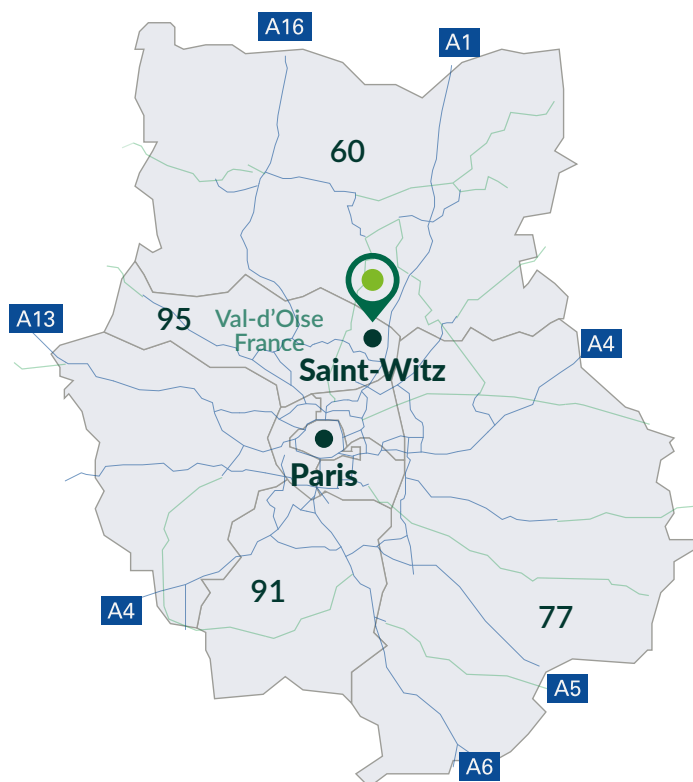 A16
A1
60
A13
95
Val-d'Oise
France
A4
Saint-Witz
Paris
91
A4
77
A5
A6